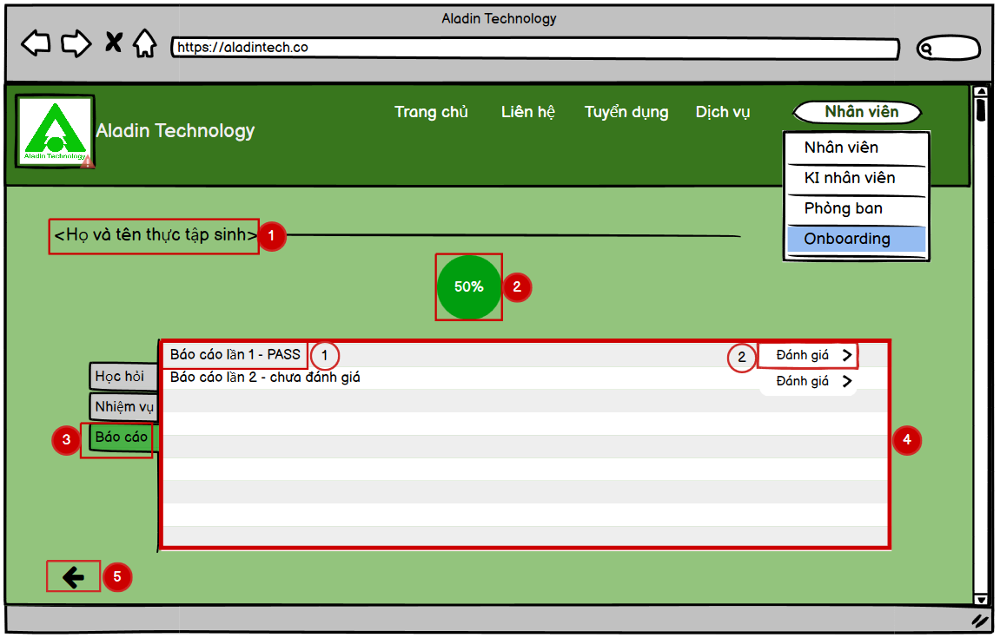 Aladin Technology
https://aladintech.co
Trang chủ Liên hệ Tuyển dụng Dịch vụ Nhân viên
Aladin Technology
Aladin Technology
Nhân viên
KI nhân viên
Phòng ban
Onboarding
<Họ và tên thực tập sinh> 1
50% 2
Báo cáo lần 1 - PASS 1 2 Đánh giá
Báo cáo lần 2 - chưa đánh giá Đánh giá
Học hỏi
Nhiệm vụ
3 Báo cáo 4
5